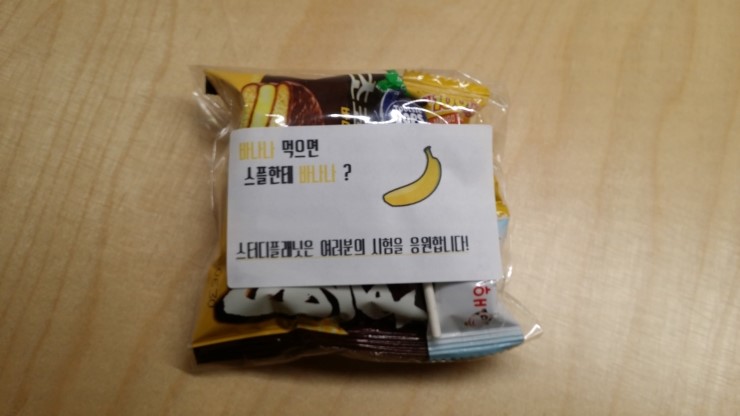 바나나 먹으면
스플한테 바나나 ?
스터디플래닛은 여러분의 시험을 응원합니다!